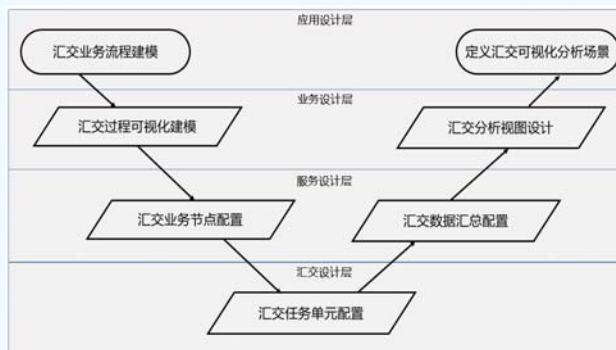 应用设计层
汇交业务流程建模
定义汇交可视化分析场景
业务设计层
汇交过程可视化建模
汇交分析视图设计
服务设计层
汇交业务节点配置
汇交数据汇总配置
汇交设计层
汇交任务单元配置